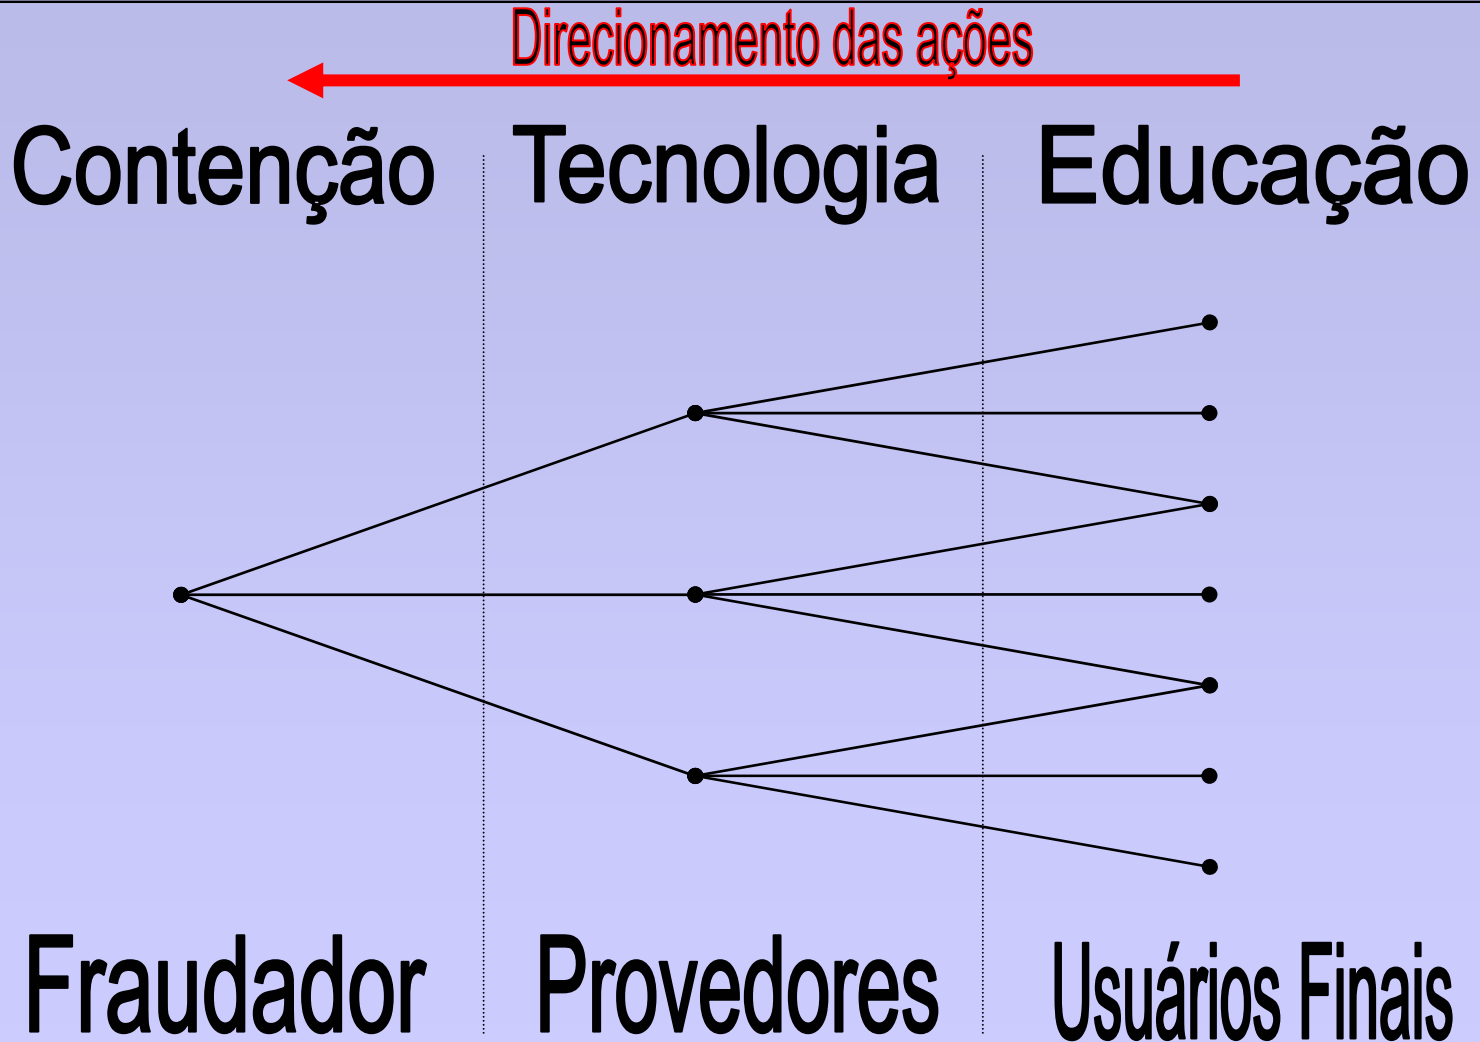 Direcionamento das ações
Contenção
Tecnologia
Educação
Fraudador
Provedores
Usuários Finais